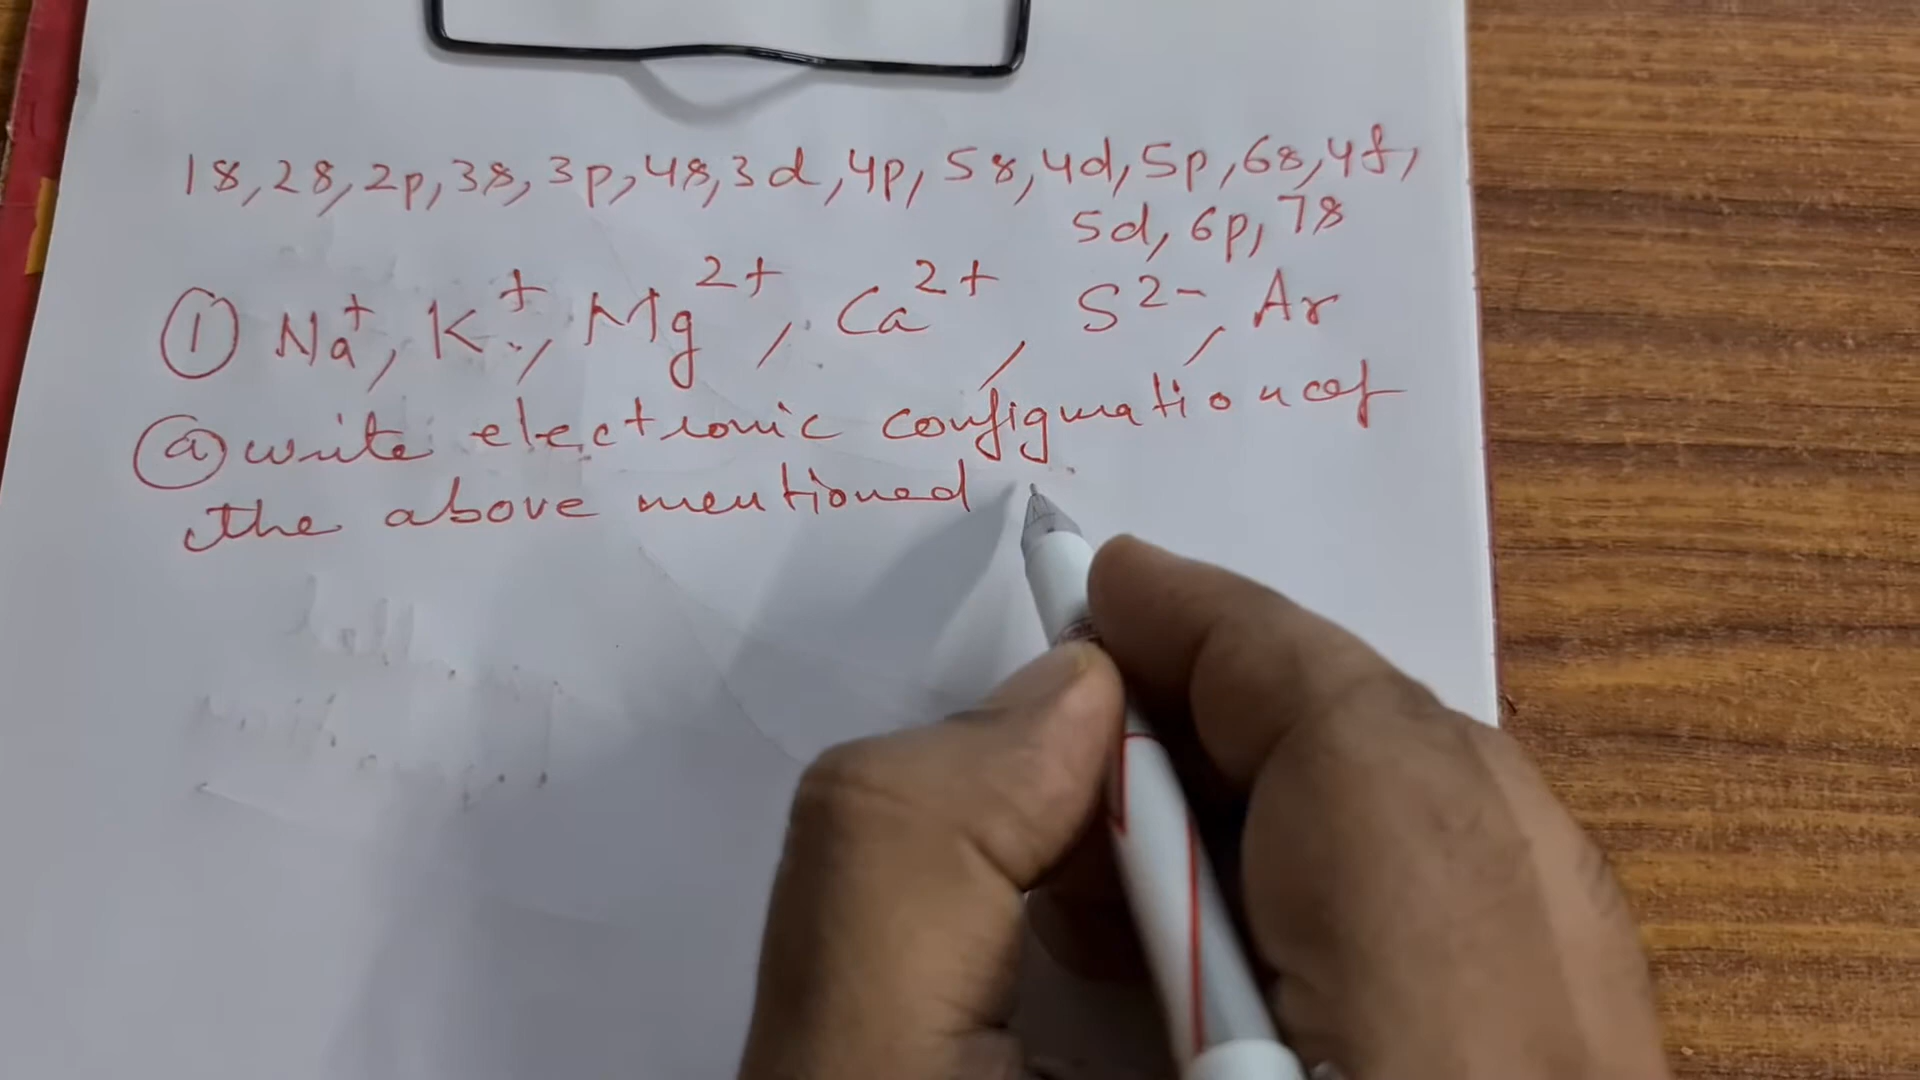 1s, 2s, 2p, 3s, 3p, 4s, 3d, 4p, 5s, 4d, 5p, 6s, 4f,
5d, 6p, 7s
① Na⁺, K⁺, Mg²⁺, Ca²⁺, S²⁻, Ar
ⓐ write electronic configuration of
the above mentioned